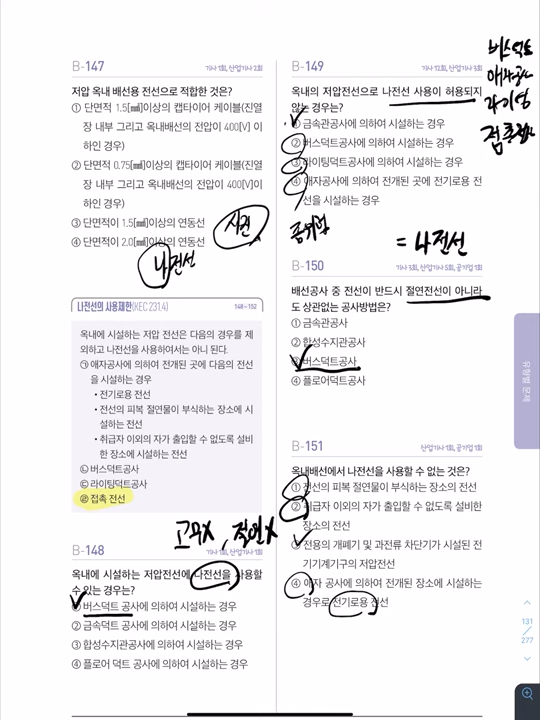 B-147
기사 1회, 산업기사 2회
저압 옥내 배선용 전선으로 적합한 것은?
① 단면적 1.5[㎟]이상의 캡타이어 케이블(진열
장 내부 그리고 옥내배선의 전압이 400[V] 이
하인 경우)
② 단면적 0.75[㎟]이상의 캡타이어 케이블(진열
장 내부 그리고 옥내배선의 전압이 400[V]이
하인 경우)
③ 단면적이 1.5[㎟]이상의 연동선
④ 단면적이 2.0[㎟]이상의 연동선
나전선
나전선의 사용제한(KEC 231.4)
148~152
옥내에 시설하는 저압 전선은 다음의 경우를 제
외하고 나전선을 사용하여서는 아니 된다.
㉠ 애자공사에 의하여 전개된 곳에 다음의 전선
을 시설하는 경우
• 전기로용 전선
• 전선의 피복 절연물이 부식하는 장소에 시
설하는 전선
• 취급자 이외의 자가 출입할 수 없도록 설비
한 장소에 시설하는 전선
㉡ 버스덕트공사
㉢ 라이팅덕트공사
㉣ 접촉 전선
고무X, 절연X
B-148
기사 1회, 산업기사 1회
옥내에 시설하는 저압전선에 나전선을 사용할
수 있는 경우는?
① 버스덕트 공사에 의하여 시설하는 경우
② 금속덕트 공사에 의하여 시설하는 경우
③ 합성수지관공사에 의하여 시설하는 경우
④ 플로어 덕트 공사에 의하여 시설하는 경우
버스덕트
애자공사
라이팅
접촉전선
B-149
기사 12회, 산업기사 3회
옥내의 저압전선으로 나전선 사용이 허용되지
않는 경우는?
① 금속관공사에 의하여 시설하는 경우
② 버스덕트공사에 의하여 시설하는 경우
③ 라이팅덕트공사에 의하여 시설하는 경우
④ 애자공사에 의하여 전개된 곳에 전기로용 전
선을 시설하는 경우
= 나전선
B-150
기사 3회, 산업기사 5회, 공기업 1회
배선공사 중 전선이 반드시 절연전선이 아니라
도 상관없는 공사방법은?
① 금속관공사
② 합성수지관공사
③ 버스덕트공사
④ 플로어덕트공사
B-151
산업기사 1회, 공기업 1회
옥내배선에서 나전선을 사용할 수 없는 것은?
① 전선의 피복 절연물이 부식하는 장소의 전선
② 취급자 이외의 자가 출입할 수 없도록 설비한
장소의 전선
③ 전용의 개폐기 및 과전류 차단기가 시설된 전
기기계기구의 저압전선
④ 애자 공사에 의하여 전개된 장소에 시설하는
경우로 전기로용 전선
유형별 문제
131
277